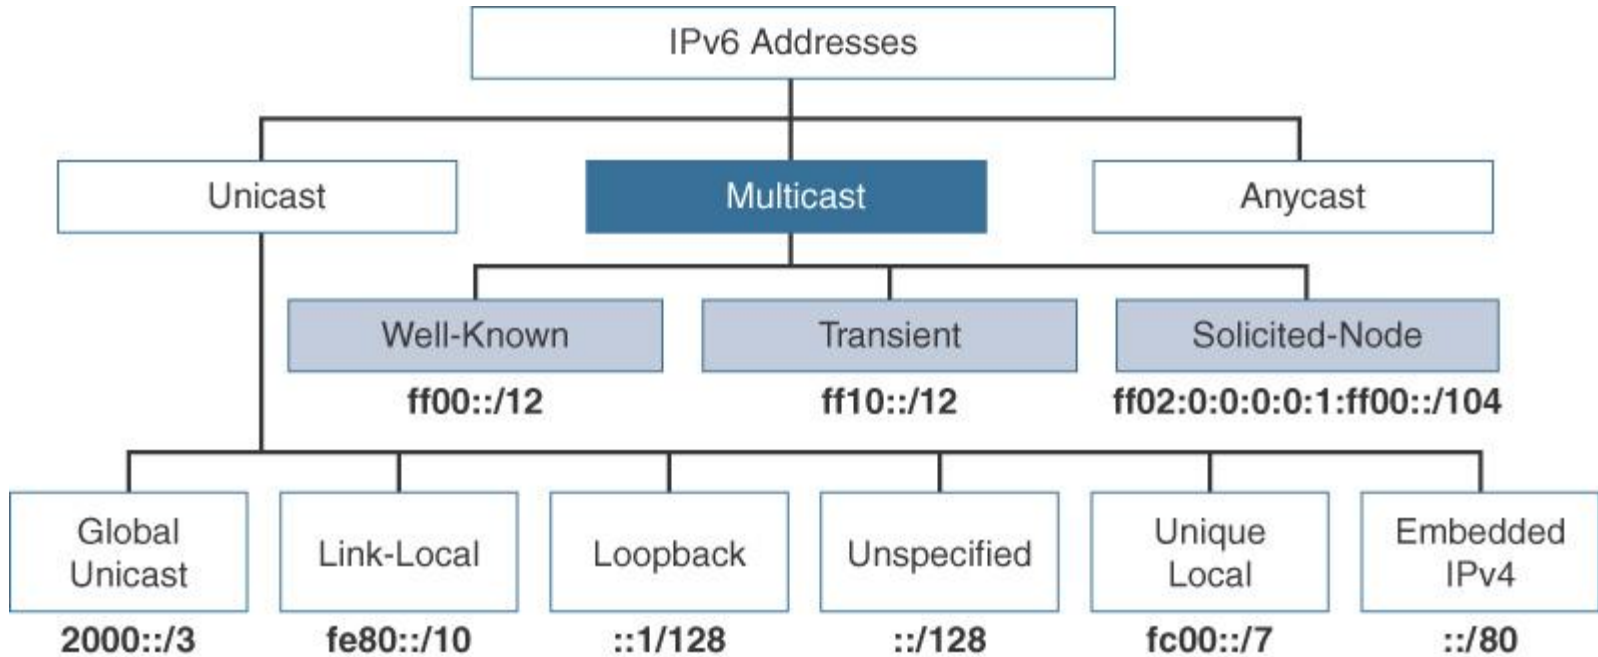 IPv6 Addresses
Unicast
Multicast
Anycast
Well-Known
Transient
Solicited-Node
ff00::/12
ff10::/12
ff02:0:0:0:0:1:ff00::/104
Global
Unicast
Link-Local
Loopback
Unspecified
Unique
Local
Embedded
IPv4
2000::/3
fe80::/10
::1/128
::/128
fc00::/7
::/80